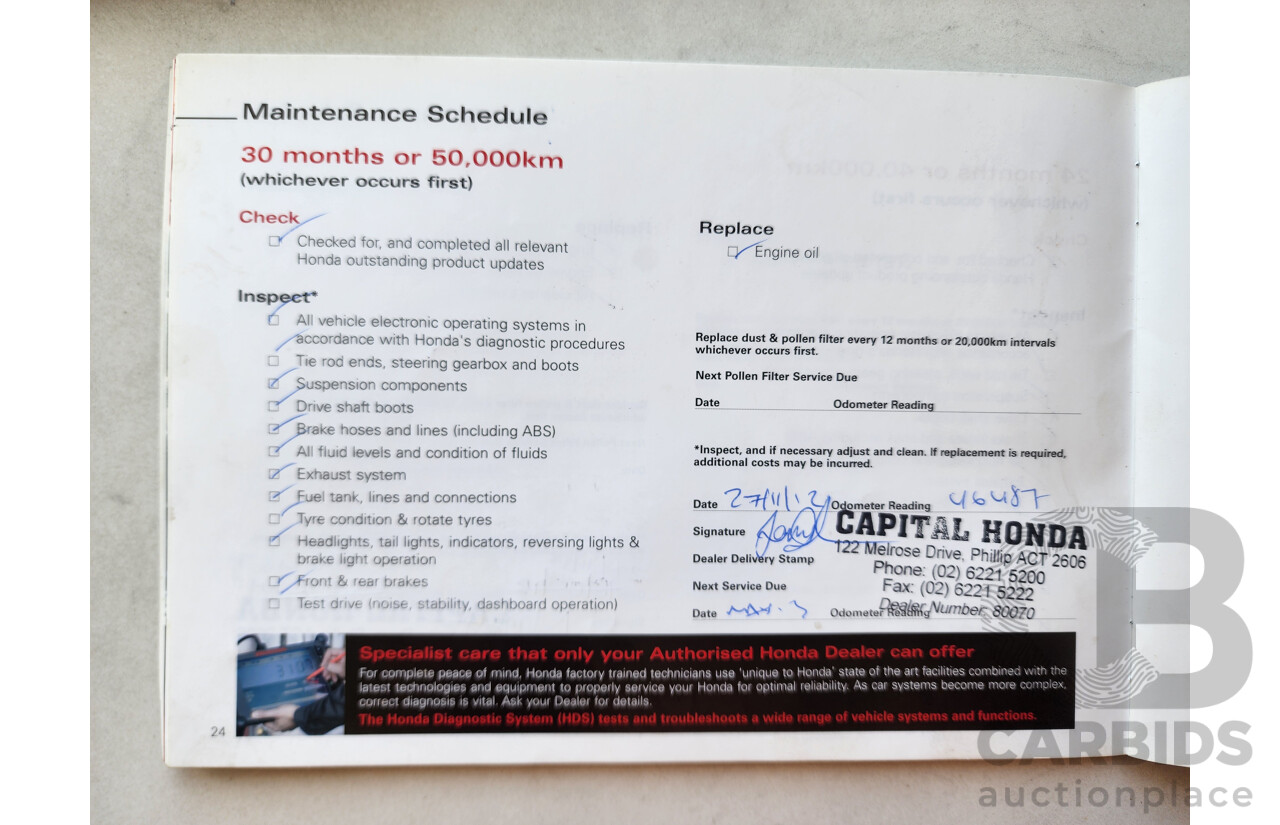 Maintenance Schedule
30 months or 50,000km
(whichever occurs first)
Check
Checked for, and completed all relevant
Honda outstanding product updates
Inspect*
All vehicle electronic operating systems in
accordance with Honda's diagnostic procedures
Tie rod ends, steering gearbox and boots
Suspension components
Drive shaft boots
Brake hoses and lines (including ABS)
All fluid levels and condition of fluids
Exhaust system
Fuel tank, lines and connections
Tyre condition & rotate tyres
Headlights, tail lights, indicators, reversing lights &
brake light operation
Front & rear brakes
Test drive (noise, stability, dashboard operation)
Replace
Engine oil
Replace dust & pollen filter every 12 months or 20,000km intervals
whichever occurs first.
Next Pollen Filter Service Due
Date Odometer Reading
*Inspect, and if necessary adjust and clean. If replacement is required,
additional costs may be incurred.
Date 27/11/12 Odometer Reading 46487
Signature
CAPITAL HONDA
122 Melrose Drive, Phillip ACT 2606
Dealer Delivery Stamp
Phone: (02) 6221 5200
Fax: (02) 6221 5222
Next Service Due
Dealer Number: 80070
Date MAY.3 Odometer Reading
Specialist care that only your Authorised Honda Dealer can offer
For complete peace of mind, Honda factory trained technicians use 'unique to Honda' state of the art facilities combined with the
latest technologies and equipment to properly service your Honda for optimal reliability. As car systems become more complex,
correct diagnosis is vital. Ask your Dealer for details.
The Honda Diagnostic System (HDS) tests and troubleshoots a wide range of vehicle systems and functions.
24
B
CARBIDS
auctionplace